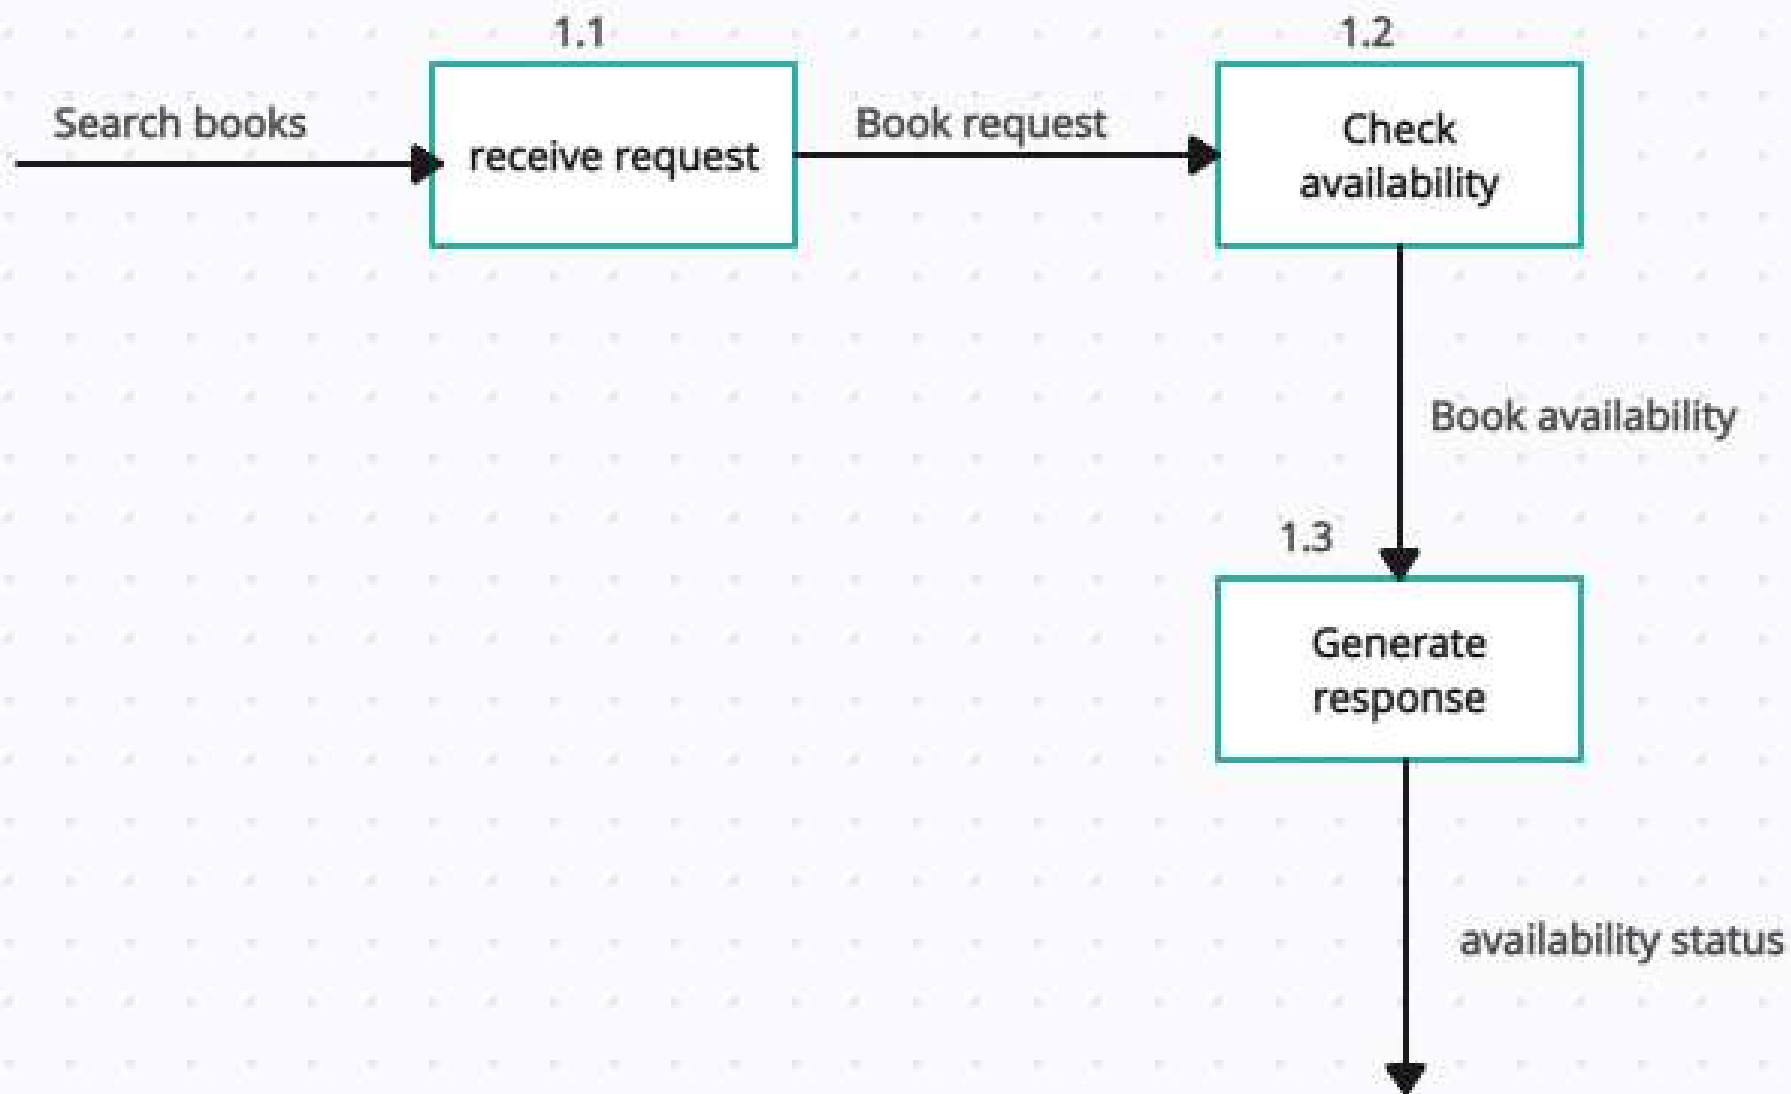 1.1
1.2
Search books
receive request
Book request
Check
availability
Book availability
1.3
Generate
response
availability status